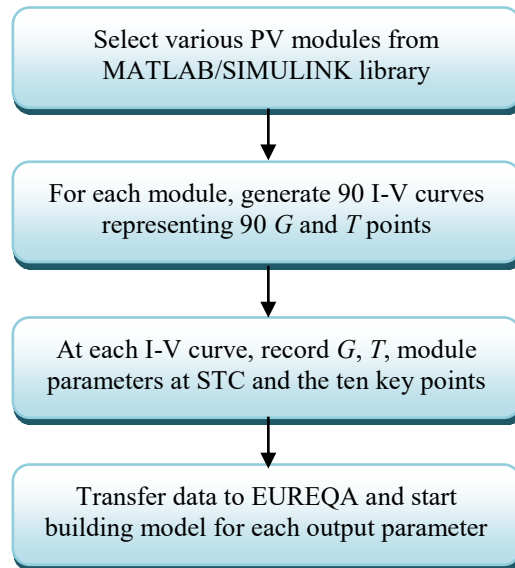 Select various PV modules from
MATLAB/SIMULINK library
For each module, generate 90 I-V curves
representing 90 G and T points
At each I-V curve, record G, T, module
parameters at STC and the ten key points
Transfer data to EUREQA and start
building model for each output parameter